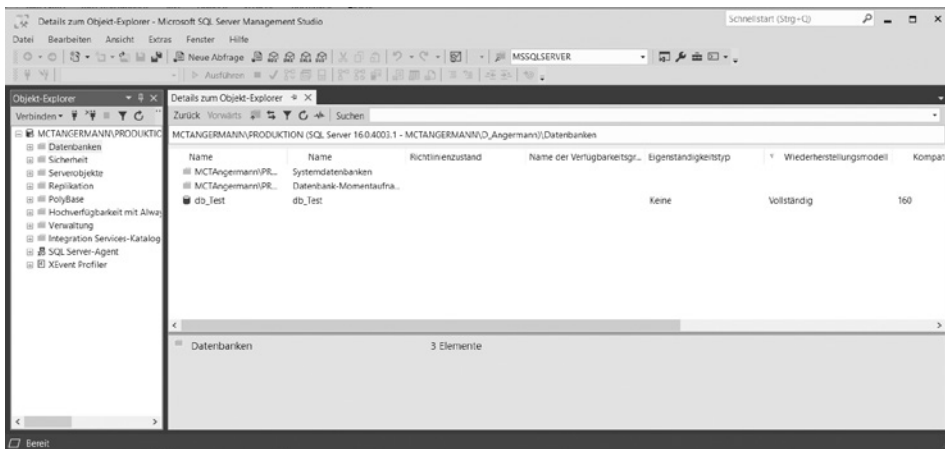 Details zum Objekt-Explorer - Microsoft SQL Server Management Studio
Schnellstart (Strg+Q)
Datei Bearbeiten Ansicht Extras Fenster Hilfe
Neue Abfrage
MSSQLSERVER
Ausführen
Objekt-Explorer
Verbinden
MCTANGERMANN\PRODUKTIC
Datenbanken
Sicherheit
Serverobjekte
Replikation
PolyBase
Hochverfügbarkeit mit Alway
Verwaltung
Integration Services-Katalog
SQL Server-Agent
XEvent Profiler
Details zum Objekt-Explorer
Zurück Vorwärts Suchen
MCTANGERMANN\PRODUKTION (SQL Server 16.0.4003.1 - MCTANGERMANN\D_Angermann)\Datenbanken
Name Name Richtlinienzustand Name der Verfügbarkeitsgr... Eigenständigkeitstyp Wiederherstellungsmodell Kompat
MCTAngermann\PR... Systemdatenbanken
MCTAngermann\PR... Datenbank-Momentaufna...
db_Test db_Test Keine Vollständig 160
Datenbanken 3 Elemente
Bereit